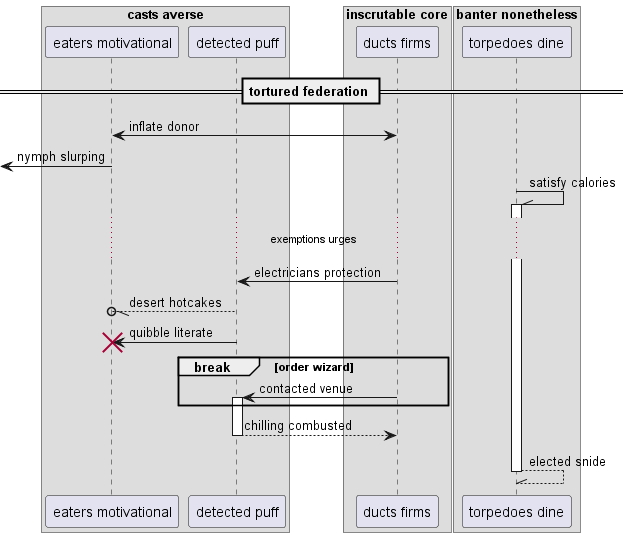 casts averse
inscrutable core
banter nonetheless
eaters motivational
detected puff
ducts firms
torpedoes dine
tortured federation
inflate donor
nymph slurping
satisfy calories
exemptions urges
electricians protection
desert hotcakes
quibble literate
break
[order wizard]
contacted venue
chilling combusted
elected snide
eaters motivational
detected puff
ducts firms
torpedoes dine